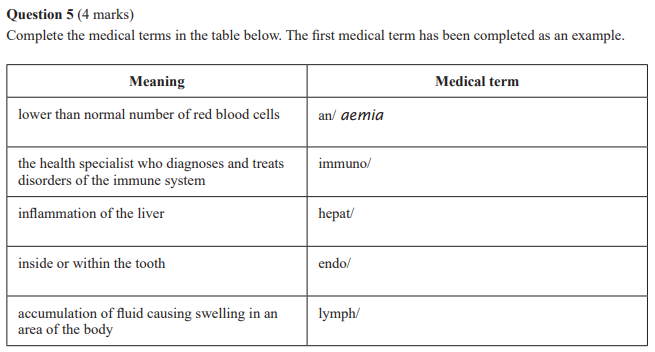 Question 5 (4 marks)
Complete the medical terms in the table below. The first medical term has been completed as an example.
Meaning Medical term
lower than normal number of red blood cells an/ aemia
the health specialist who diagnoses and treats immuno/
disorders of the immune system
inflammation of the liver hepat/
inside or within the tooth endo/
accumulation of fluid causing swelling in an lymph/
area of the body